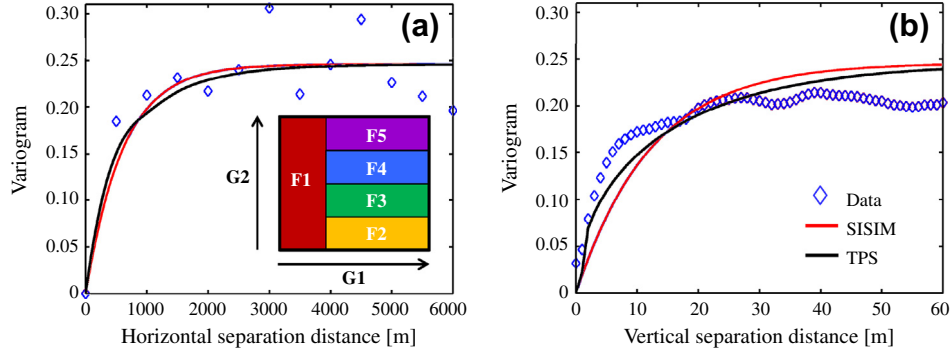 (a)
0.30
0.25
0.20
0.15
0.10
0.05
0
Variogram
0 1000 2000 3000 4000 5000 6000
Horizontal separation distance [m]
G2
F1
F5
F4
F3
F2
G1
(b)
0.30
0.25
0.20
0.15
0.10
0.05
0
Variogram
0 10 20 30 40 50 60
Vertical separation distance [m]
Data
SISIM
TPS